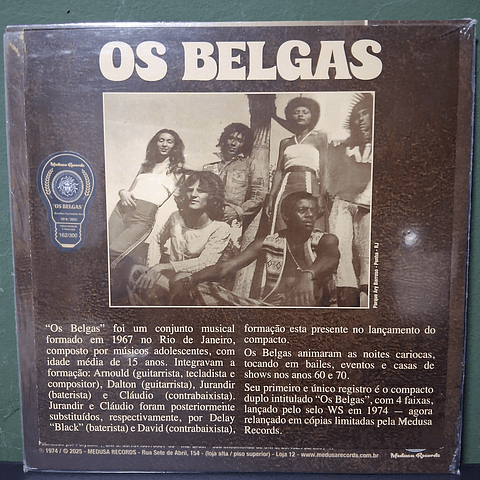 OS BELGAS
Medusa Records
'OS BELGAS'
162/300
Parque Ary Barroso - Penha - RJ
"Os Belgas" foi um conjunto musical
formado em 1967 no Rio de Janeiro,
composto por músicos adolescentes, com
idade média de 15 anos. Integravam a
formação: Arnould (guitarrista, tecladista e
compositor), Dalton (guitarrista), Jurandir
(baterista) e Cláudio (contrabaixista).
Jurandir e Cláudio foram posteriormente
substituídos, respectivamente, por Delay
"Black" (baterista) e David (contrabaixista),
formação esta presente no lançamento do
compacto.
Os Belgas animaram as noites cariocas,
tocando em bailes, eventos e casas de
shows nos anos 60 e 70.
Seu primeiro e único registro é o compacto
duplo intitulado "Os Belgas", com 4 faixas,
lançado pelo selo WS em 1974 — agora
relançado em cópias limitadas pela Medusa
Records.
℗ 1974 / © 2025 - MEDUSA RECORDS - Rua Sete de Abril, 154 - (loja alta / piso superior) - Loja 12 - www.medusarecords.com.br
Medusa Records